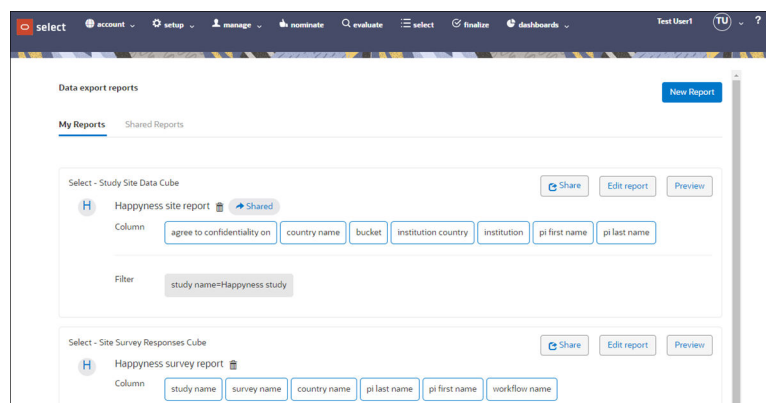 select account setup manage nominate evaluate select finalize dashboards Test User1 TU ?
Data export reports
New Report
My Reports Shared Reports
Select - Study Site Data Cube
Share Edit report Preview
H Happyness site report Shared
Column agree to confidentiality on country name bucket institution country institution pi first name pi last name
Filter study name=Happyness study
Select - Site Survey Responses Cube
Share Edit report Preview
H Happyness survey report
Column study name survey name country name pi last name pi first name workflow name